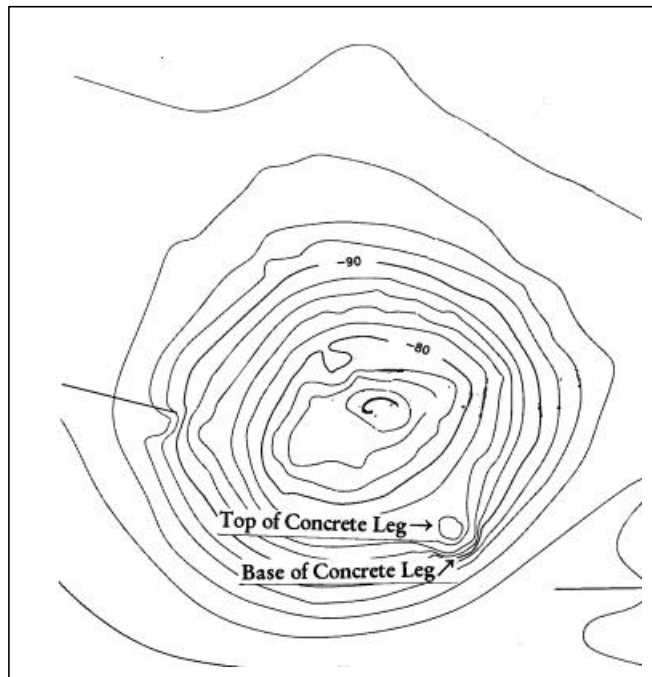 -90
-80
Top of Concrete Leg→
Base of Concrete Leg↗